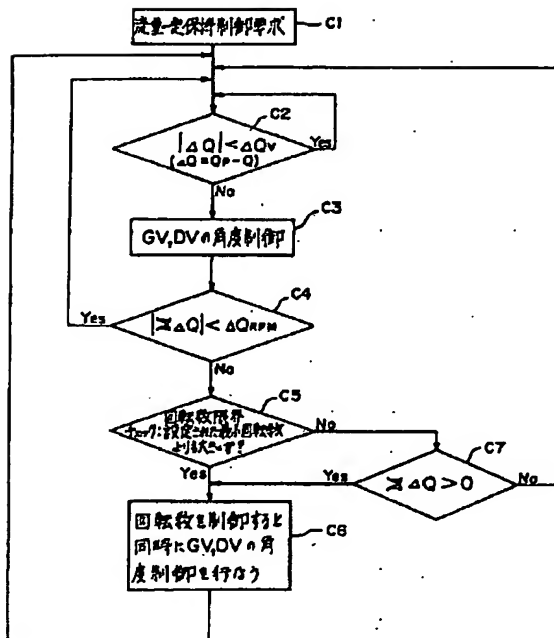 流量一定保持制御要求
C1
C2
|ΔQ|<ΔQv
(ΔQ=QP-Q)
Yes
No
C3
GV,DVの角度制御
C4
Yes
|ΣΔQ|<ΔQRPM
No
C5
回転数限界
チェック:設定された最小回転数
より大きいか?
No
Yes
C7
ΣΔQ>0
Yes
No
C6
回転数を制御すると
同時にGV,DVの角
度制御を行なう